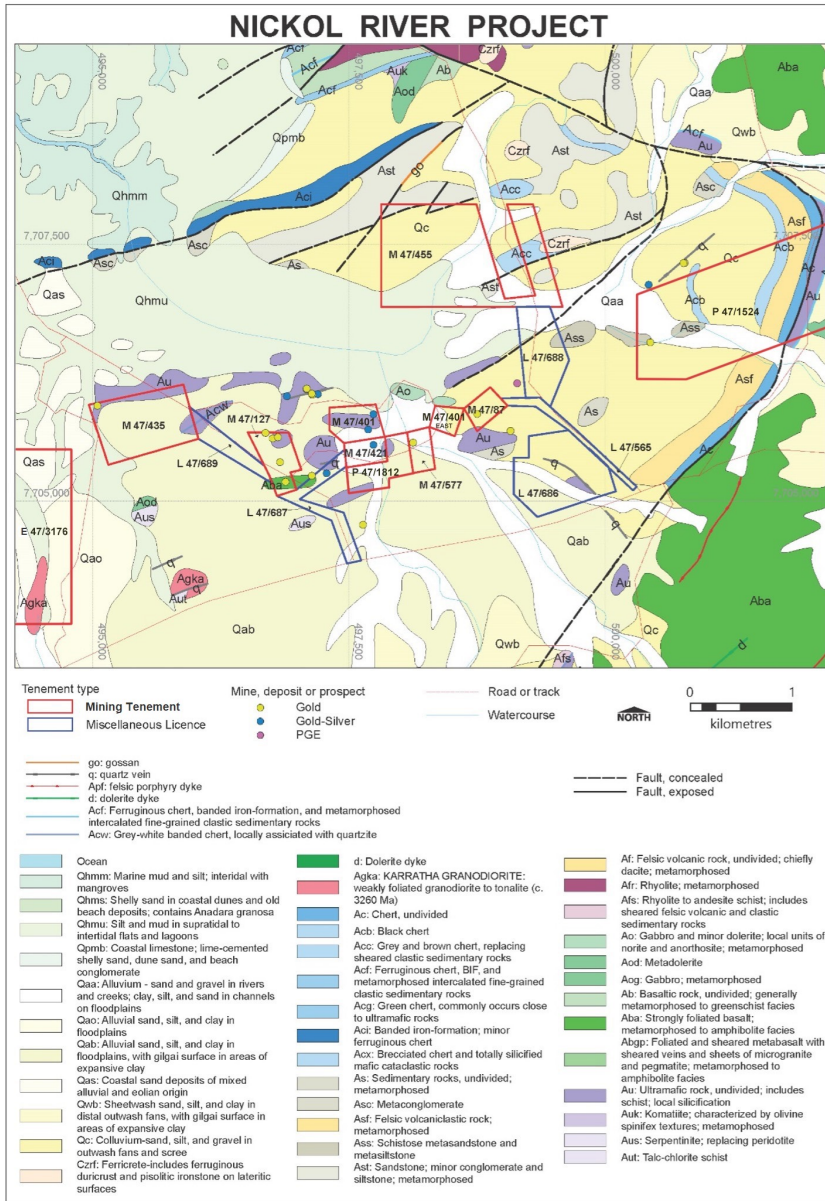 NICKOL RIVER PROJECT
495,000
497,500
500,000
Acf
Acf
Acf
Auk
Aod
Ab
Czrf
Qaa
Aba
Acf
Au
Qwb
Qpmb
Ast
go
Czrf
Ast
Acc
Asc
Qhmm
Aci
Ast
Asf
7,707,500
Qc
M 47/455
Acc
Czrf
q
Qc
Acb
Ac
Au
7,707,500
Aci
Asc
Asc
As
Qas
Qhmu
Asf
Qaa
Acb
P 47/1524
Ass
Ass
L 47/688
Au
Ao
Asf
M 47/435
Acw
M 47/127
M 47/401
M 47/401
EAST
M 47/87
As
Qas
L 47/689
Au
M 47/421
Au
As
L 47/565
Ac
q
P 47/1812
M 47/577
q
L 47/686
Aba
E 47/3176
Aod
Aus
L 47/687
Aus
q
Qao
Qab
q
Agka
Agka
q
Aut
Au
Aba
Qab
Qwb
Qc
d
Afs
495,000
497,500
500,000
Tenement type
Mining Tenement
Miscellaneous Licence
Mine, deposit or prospect
Gold
Gold-Silver
PGE
Road or track
Watercourse
NORTH
0 1
kilometres
go: gossan
q: quartz vein
Apf: felsic porphyry dyke
d: dolerite dyke
Acf: Ferruginous chert, banded iron-formation, and metamorphosed
intercalated fine-grained clastic sedimentary rocks
Acw: Grey-white banded chert, locally assiciated with quartzite
Fault, concealed
Fault, exposed
Ocean
Qhmm: Marine mud and silt; interidal with
mangroves
Qhms: Shelly sand in coastal dunes and old
beach deposits; contains Anadara granosa
Qhmu: Silt and mud in supratidal to
intertidal flats and lagoons
Qpmb: Coastal limestone; lime-cemented
shelly sand, dune sand, and beach
conglomerate
Qaa: Alluvium - sand and gravel in rivers
and creeks; clay, silt, and sand in channels
on floodplains
Qao: Alluvial sand, silt, and clay in
floodplains
Qab: Alluvial sand, silt, and clay in
floodplains, with gilgai surface in areas of
expansive clay
Qas: Coastal sand deposits of mixed
alluvial and eolian origin
Qwb: Sheetwash sand, silt, and clay in
distal outwash fans, with gilgai surface in
areas of expansive clay
Qc: Colluvium-sand, silt, and gravel in
outwash fans and scree
Czrf: Ferricrete-includes ferruginous
duricrust and pisolitic ironstone on lateritic
surfaces
d: Dolerite dyke
Agka: KARRATHA GRANODIORITE:
weakly foliated granodiorite to tonalite (c.
3260 Ma)
Ac: Chert, undivided
Acb: Black chert
Acc: Grey and brown chert, replacing
sheared clastic sedimentary rocks
Acf: Ferruginous chert, BIF, and
metamorphosed intercalated fine-grained
clastic sedimentary rocks
Acg: Green chert, commonly occurs close
to ultramafic rocks
Aci: Banded iron-formation; minor
ferruginous chert
Acx: Brecciated chert and totally silicified
mafic cataclastic rocks
As: Sedimentary rocks, undivided;
metamorphosed
Asc: Metaconglomerate
Asf: Felsic volcaniclastic rock;
metamorphosed
Ass: Schistose metasandstone and
metasiltstone
Ast: Sandstone; minor conglomerate and
siltstone; metamorphosed
Af: Felsic volcanic rock, undivided; chiefly
dacite; metamorphosed
Afr: Rhyolite; metamorphosed
Afs: Rhyolite to andesite schist; includes
sheared felsic volcanic and clastic
sedimentary rocks
Ao: Gabbro and minor dolerite; local units of
norite and anorthosite; metamorphosed
Aod: Metadolerite
Aog: Gabbro; metamorphosed
Ab: Basaltic rock, undivided; generally
metamorphosed to greenschist facies
Aba: Strongly foliated basalt;
metamorphosed to amphibolite facies
Abgp: Foliated and sheared metabasalt with
sheared veins and sheets of microgranite
and pegmatite; metamorphosed to
amphibolite facies
Au: Ultramafic rock, undivided; includes
schist; local silicification
Auk: Komatiite; characterized by olivine
spinifex textures; metamophosed
Aus: Serpentinite; replacing peridotite
Aut: Talc-chlorite schist